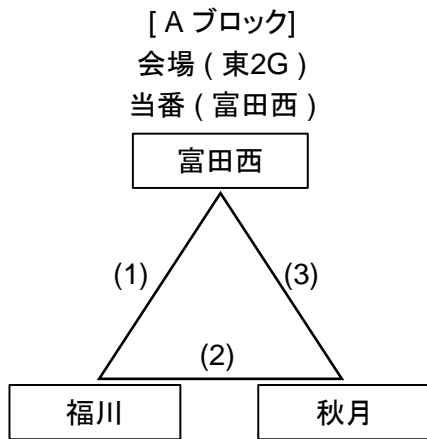 [ A ブロック]
会場 ( 東2G )
当番 ( 富田西 )
富田西
(1)
(3)
(2)
福川
秋月